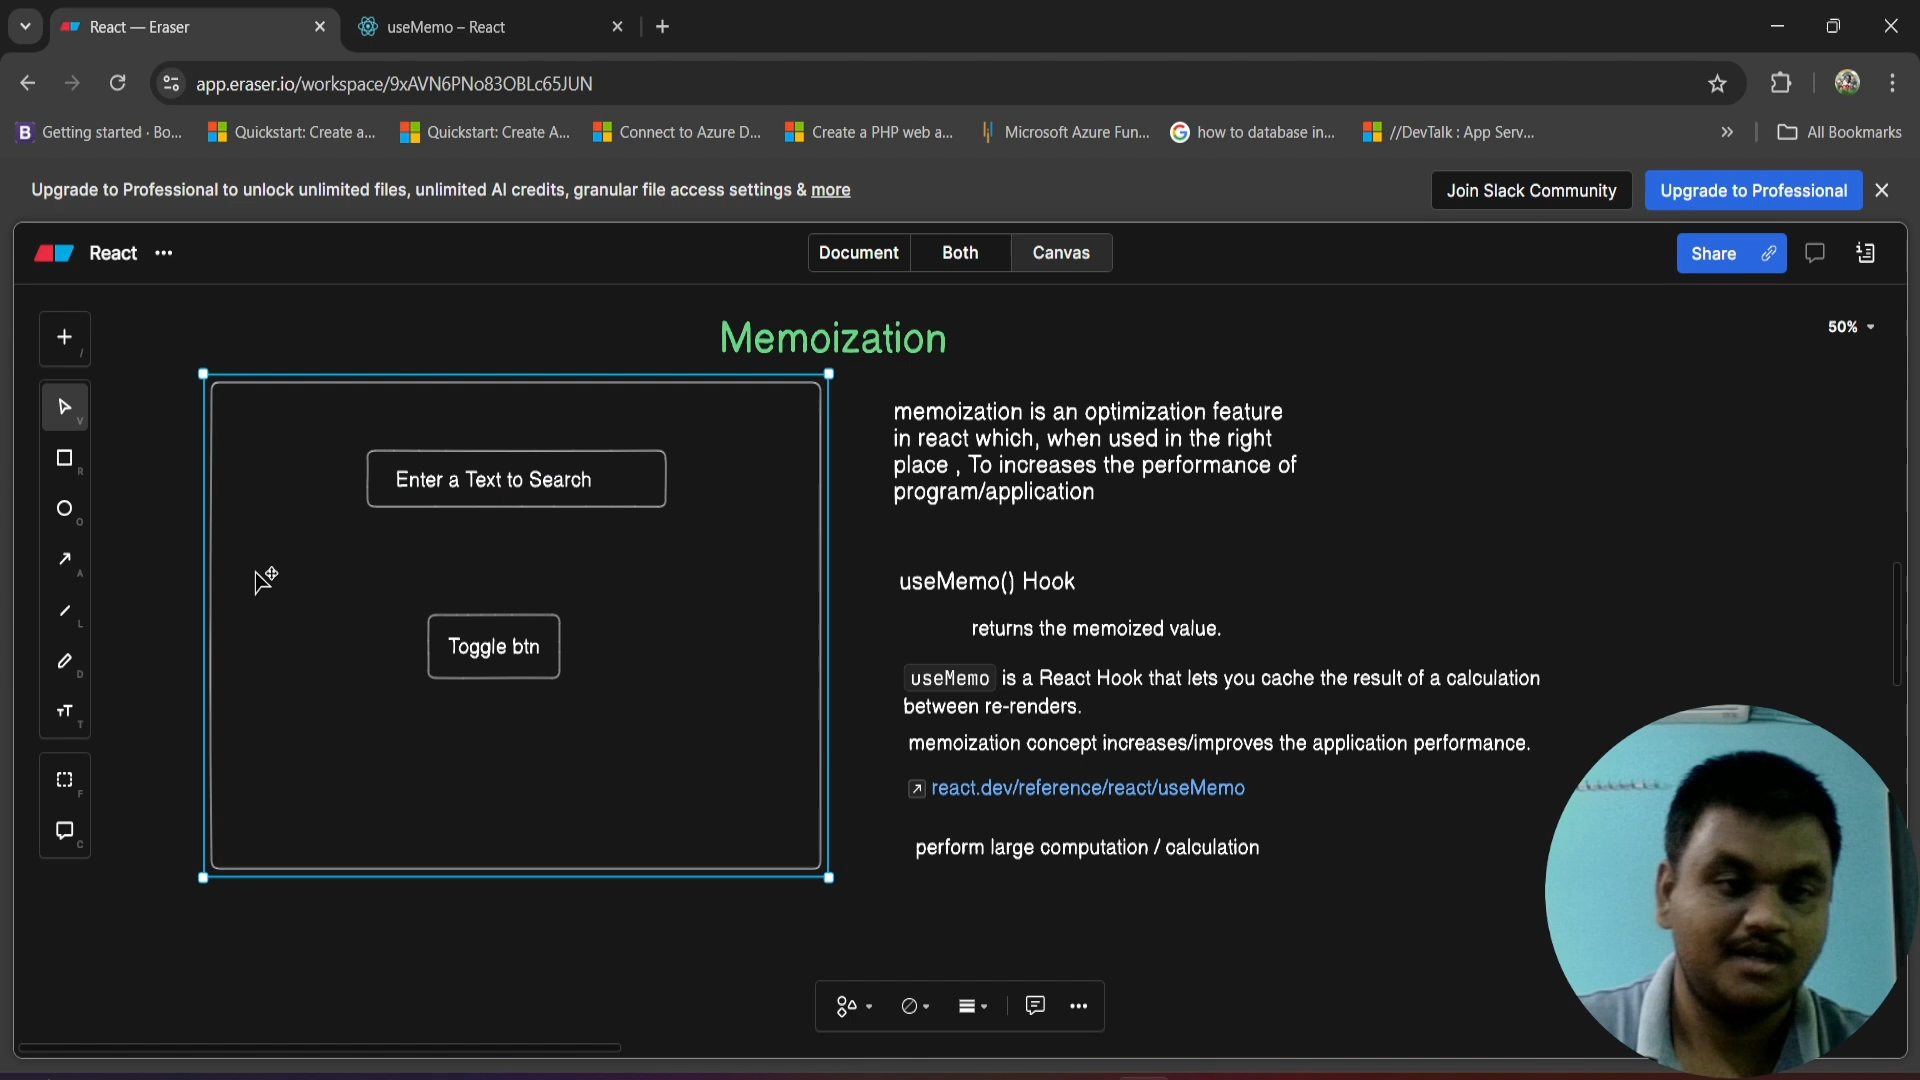 React — Eraser
useMemo – React
app.eraser.io/workspace/9xAVN6PNo83OBLc65JUN
Getting started · Bo...
Quickstart: Create a...
Quickstart: Create A...
Connect to Azure D...
Create a PHP web a...
Microsoft Azure Fun...
how to database in...
//DevTalk : App Serv...
All Bookmarks
Upgrade to Professional to unlock unlimited files, unlimited AI credits, granular file access settings & more
Join Slack Community
Upgrade to Professional
React
Document
Both
Canvas
Share
50%
Memoization
Enter a Text to Search
Toggle btn
memoization is an optimization feature
in react which, when used in the right
place , To increases the performance of
program/application
useMemo() Hook
returns the memoized value.
useMemo is a React Hook that lets you cache the result of a calculation
between re-renders.
memoization concept increases/improves the application performance.
react.dev/reference/react/useMemo
perform large computation / calculation
/
V
R
O
A
L
D
T
F
C